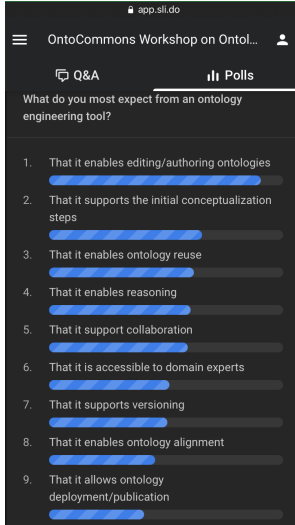 app.sli.do
OntoCommons Workshop on Ontol...
Q&A
Polls
What do you most expect from an ontology
engineering tool?
1. That it enables editing/authoring ontologies
2. That it supports the initial conceptualization
steps
3. That it enables ontology reuse
4. That it enables reasoning
5. That it support collaboration
6. That it is accessible to domain experts
7. That it supports versioning
8. That it enables ontology alignment
9. That it allows ontology
deployment/publication